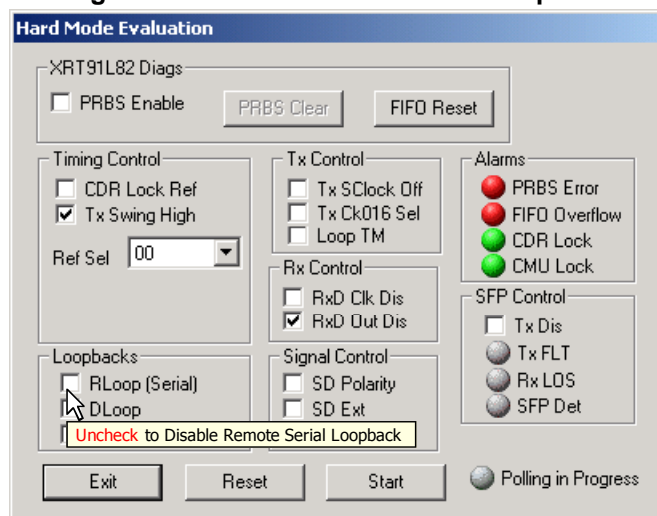 Hard Mode Evaluation
XRT91L82 Diags
PRBS Enable
PRBS Clear
FIFO Reset
Timing Control
CDR Lock Ref
Tx Swing High
Ref Sel
00
Tx Control
Tx SClock Off
Tx Ck016 Sel
Loop TM
Rx Control
RxD Clk Dis
RxD Out Dis
Alarms
PRBS Error
FIFO Overflow
CDR Lock
CMU Lock
SFP Control
Tx Dis
Tx FLT
Rx LOS
SFP Det
Loopbacks
RLoop (Serial)
DLoop
Signal Control
SD Polarity
SD Ext
Uncheck to Disable Remote Serial Loopback
Exit
Reset
Start
Polling in Progress